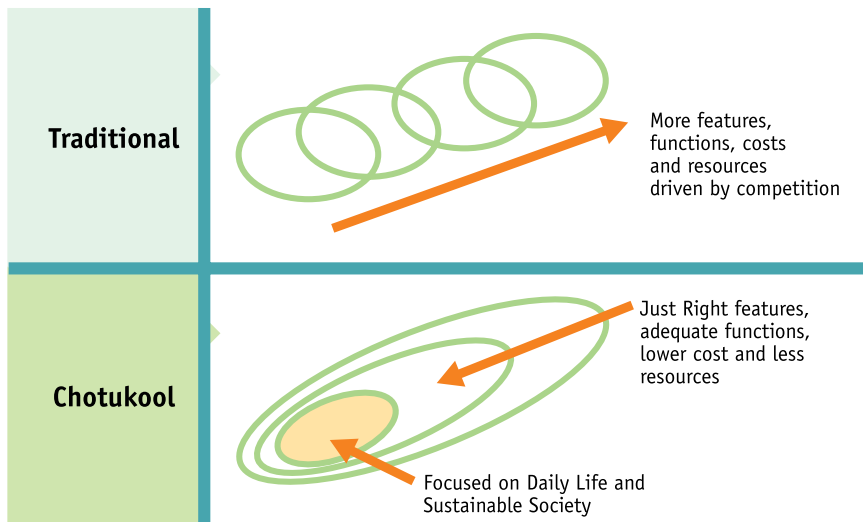 Traditional
More features,
functions, costs
and resources
driven by competition
Chotukool
Just Right features,
adequate functions,
lower cost and less
resources
Focused on Daily Life and
Sustainable Society